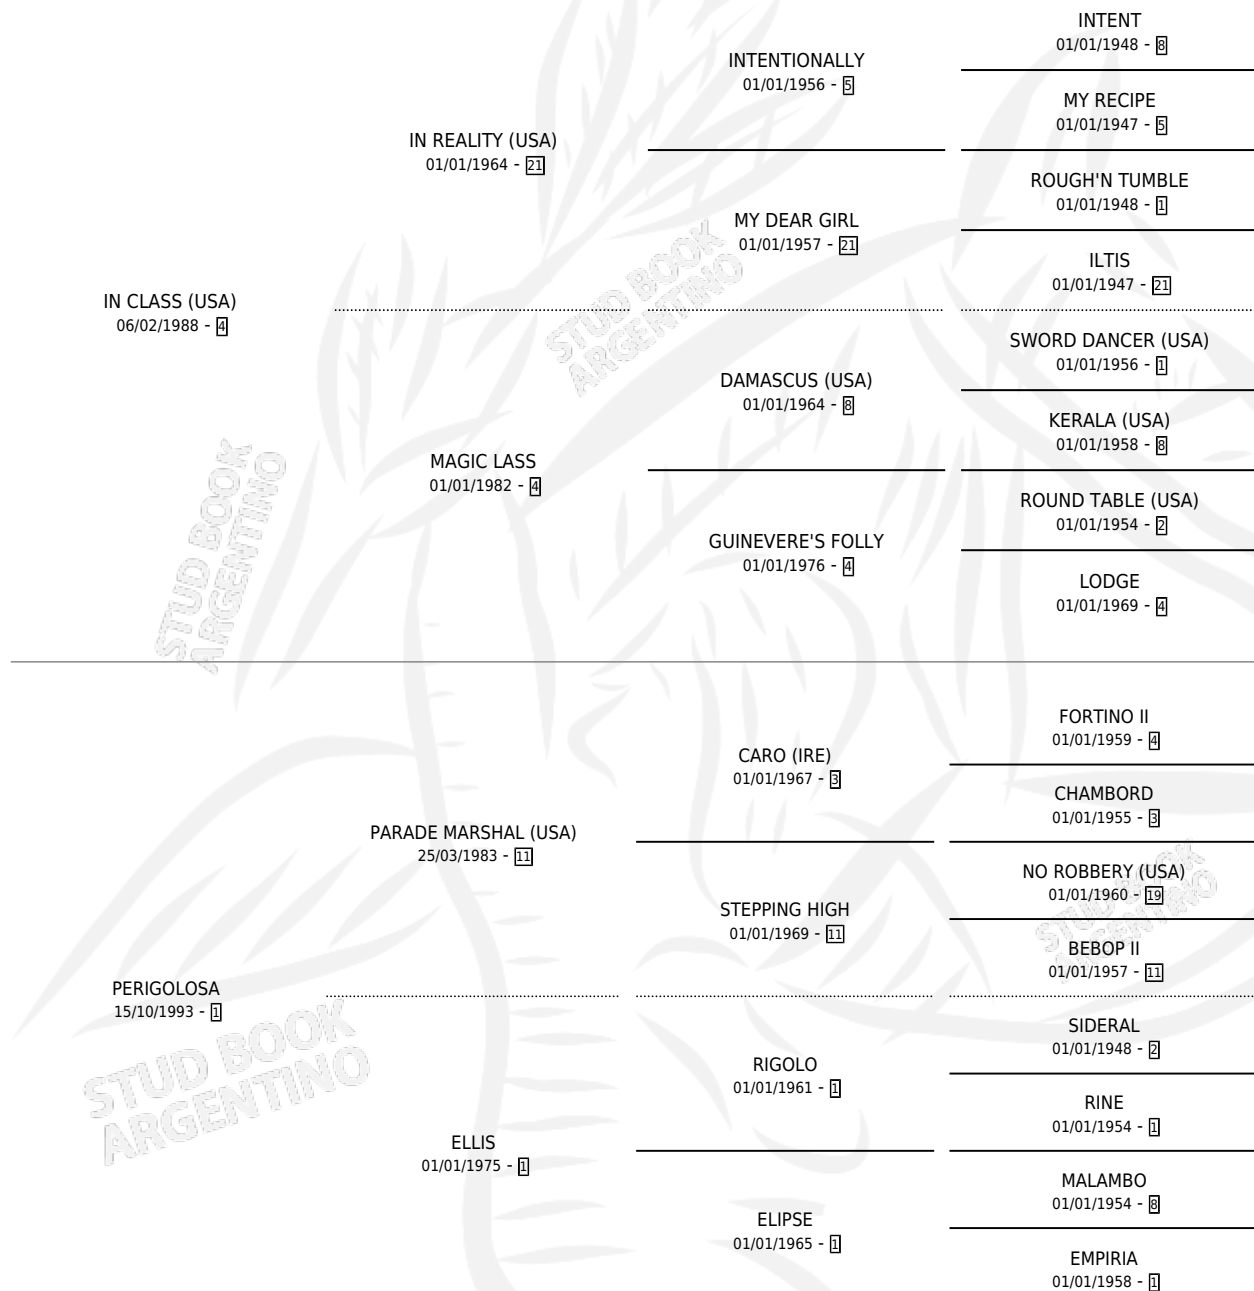 INTENT
01/01/1948 - 8
INTENTIONALLY
01/01/1956 - 5
MY RECIPE
01/01/1947 - 5
IN REALITY (USA)
01/01/1964 - 21
ROUGH'N TUMBLE
01/01/1948 - 1
MY DEAR GIRL
01/01/1957 - 21
ILTIS
01/01/1947 - 21
IN CLASS (USA)
06/02/1988 - 4
SWORD DANCER (USA)
01/01/1956 - 1
DAMASCUS (USA)
01/01/1964 - 8
KERALA (USA)
01/01/1958 - 8
MAGIC LASS
01/01/1982 - 4
ROUND TABLE (USA)
01/01/1954 - 2
GUINEVERE'S FOLLY
01/01/1976 - 4
LODGE
01/01/1969 - 4
FORTINO II
01/01/1959 - 4
CARO (IRE)
01/01/1967 - 3
CHAMBORD
01/01/1955 - 3
PARADE MARSHAL (USA)
25/03/1983 - 11
NO ROBBERY (USA)
01/01/1960 - 19
STEPPING HIGH
01/01/1969 - 11
BEBOP II
01/01/1957 - 11
PERIGOLOSA
15/10/1993 - 1
SIDERAL
01/01/1948 - 2
RIGOLO
01/01/1961 - 1
RINE
01/01/1954 - 1
ELLIS
01/01/1975 - 1
MALAMBO
01/01/1954 - 8
ELIPSE
01/01/1965 - 1
EMPIRIA
01/01/1958 - 1
STUD BOOK
ARGENTINO
STUD BOOK
ARGENTINO
STUD BOOK
ARGENTINO
STUD BOOK
ARGENTINO